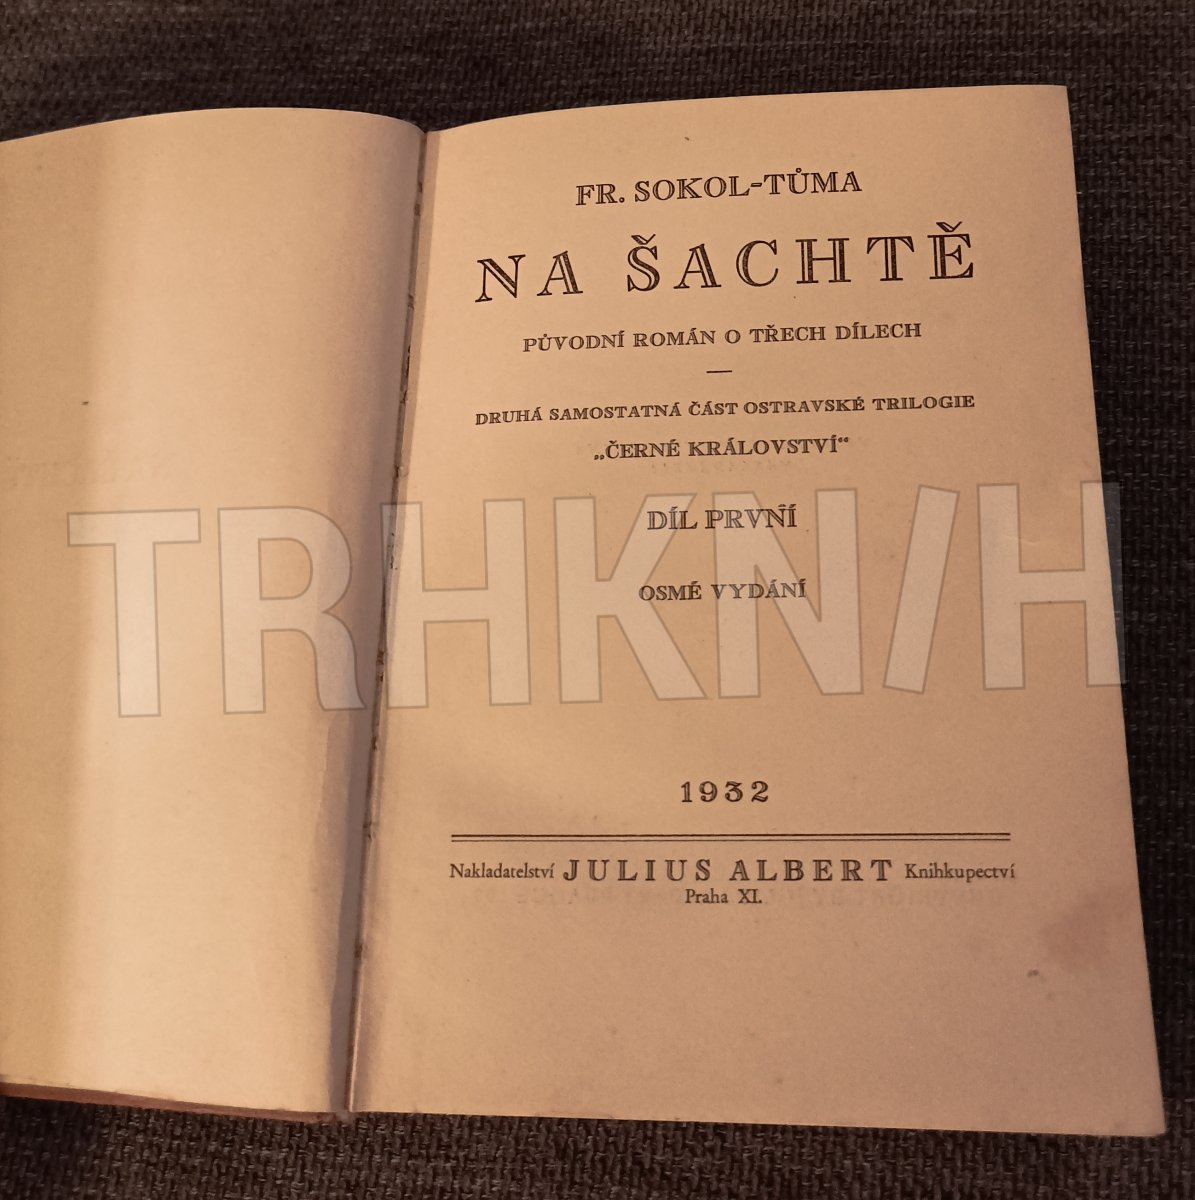 FR. SOKOL-TŮMA
NA ŠACHTĚ
PŮVODNÍ ROMÁN O TŘECH DÍLECH
DRUHÁ SAMOSTATNÁ ČÁST OSTRAVSKÉ TRILOGIE
„ČERNÉ KRÁLOVSTVÍ“
DÍL PRVNÍ
TRHKN/H
OSMÉ VYDÁNÍ
1932
Nakladatelství JULIUS ALBERT Knihkupectví
Praha XI.